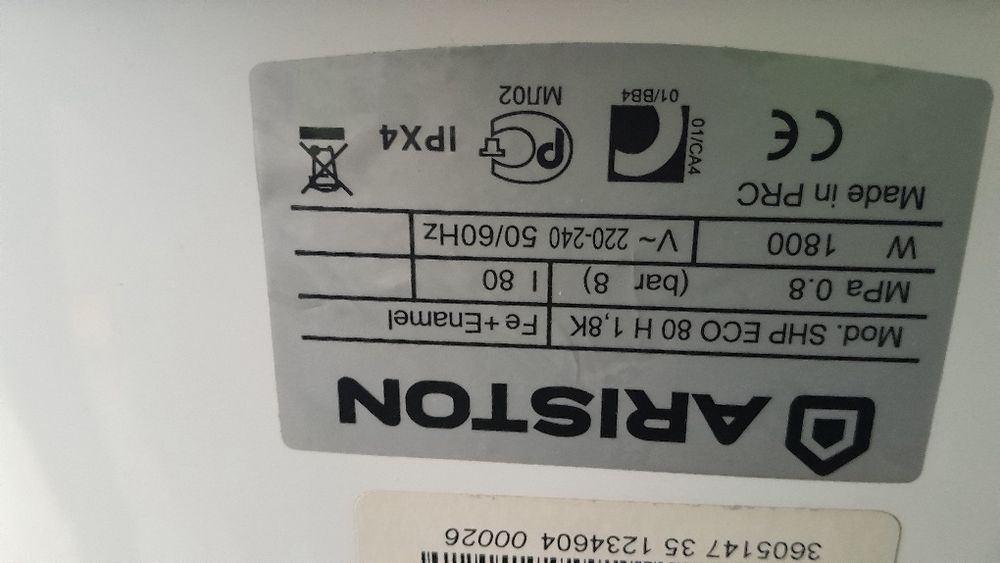 ARISTON
Mod. SHP ECO 80 H 1,8K Fe+Enamel
MPa 0.8 (bar 8) l 80
W 1800 V~ 220-240 50/60Hz
Made in PRC
CE 01/CA4 01/BB4 РС МЛ02 IPX4
3605147 35 1234604 00026